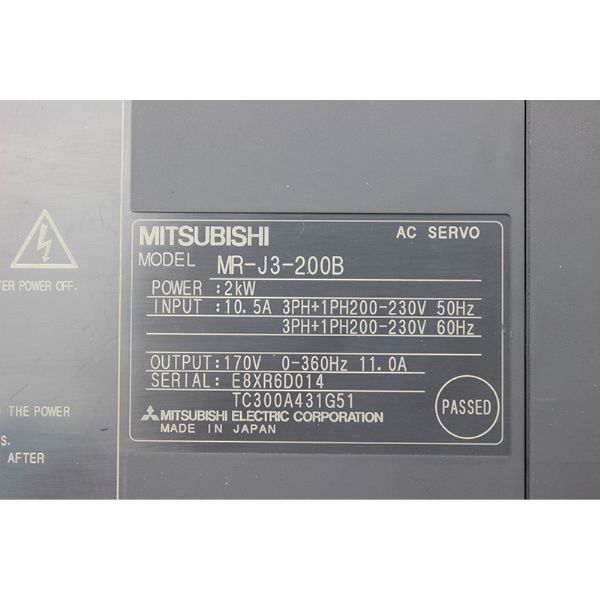 MITSUBISHI AC SERVO
MODEL MR-J3-200B
POWER :2kW
INPUT :10.5A 3PH+1PH200-230V 50Hz
3PH+1PH200-230V 60Hz
OUTPUT:170V 0-360Hz 11.0A
SERIAL: E8XR6D014
TC300A431G51
MITSUBISHI ELECTRIC CORPORATION
MADE IN JAPAN
PASSED
POWER OFF.
THE POWER
AFTER